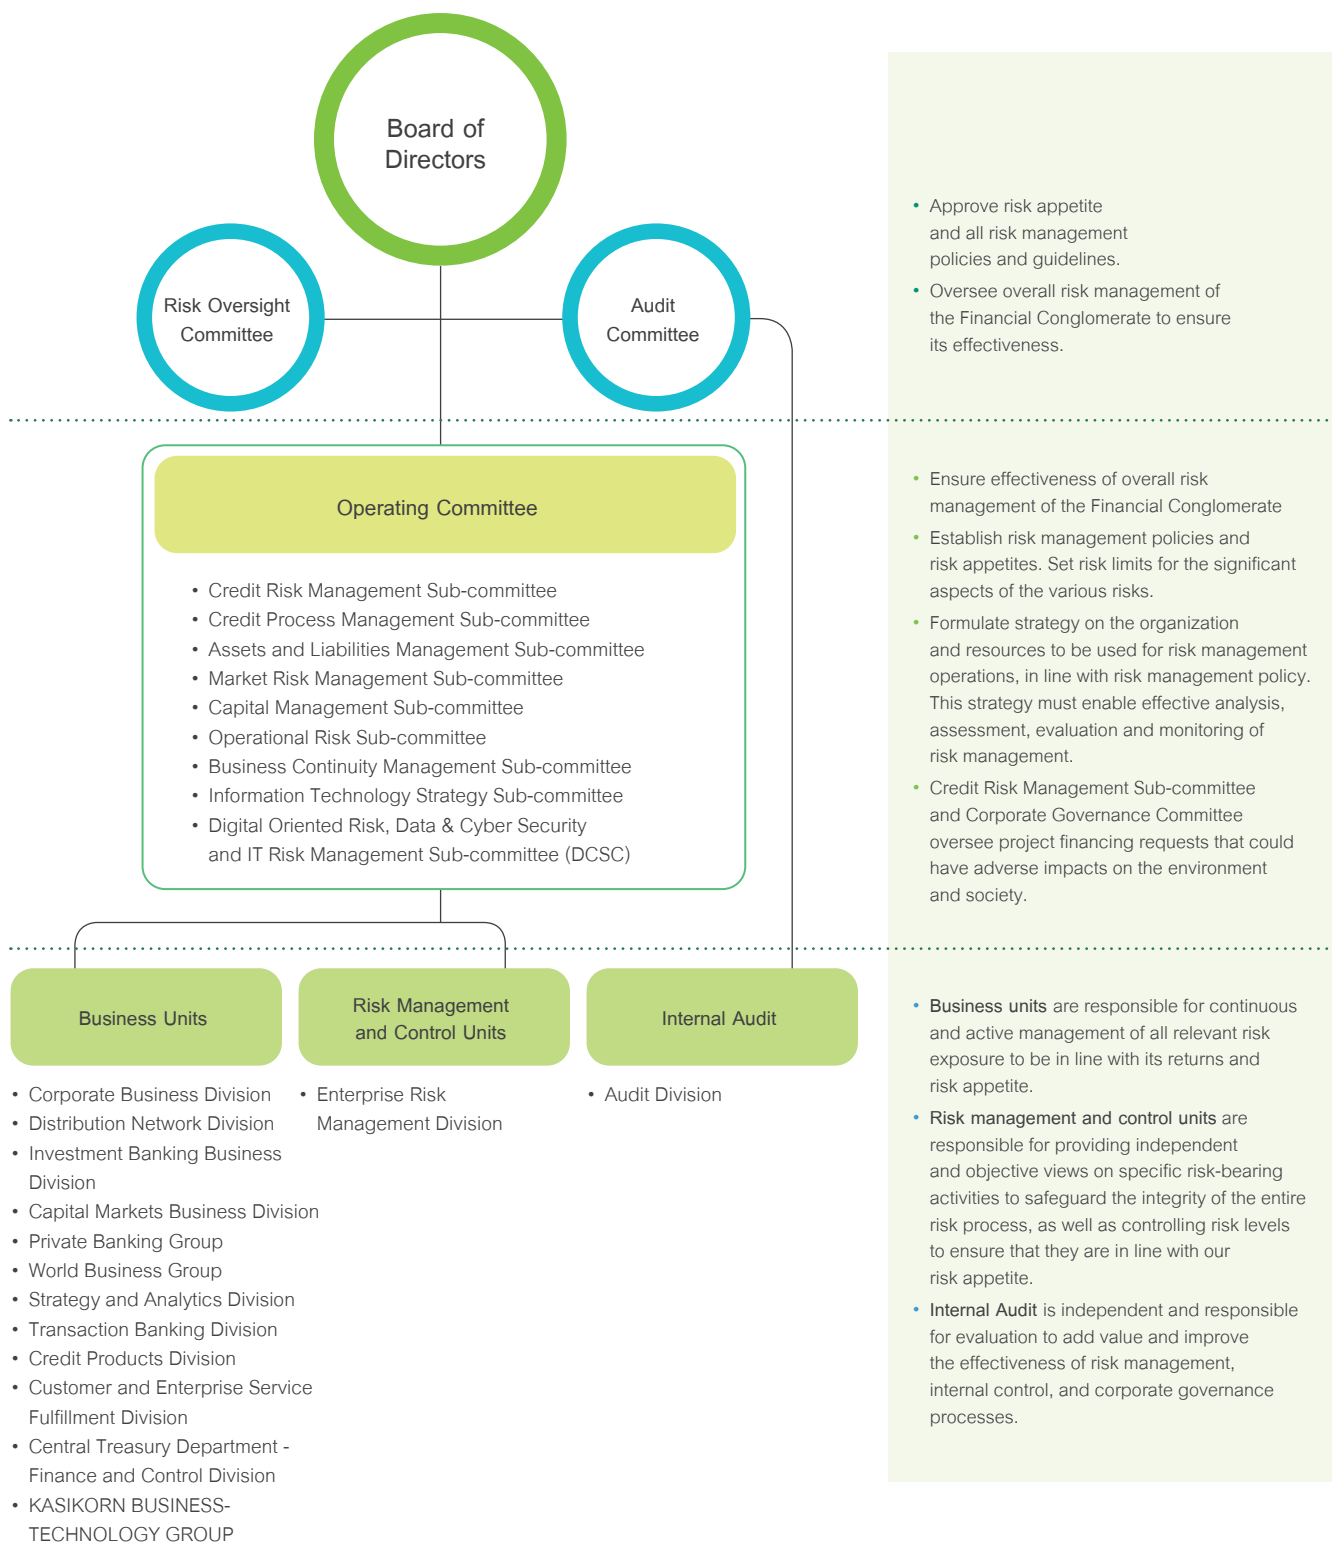 Board of
Directors
Risk Oversight
Committee
Audit
Committee
• Approve risk appetite
and all risk management
policies and guidelines.
• Oversee overall risk management of
the Financial Conglomerate to ensure
its effectiveness.
Operating Committee
• Credit Risk Management Sub-committee
• Credit Process Management Sub-committee
• Assets and Liabilities Management Sub-committee
• Market Risk Management Sub-committee
• Capital Management Sub-committee
• Operational Risk Sub-committee
• Business Continuity Management Sub-committee
• Information Technology Strategy Sub-committee
• Digital Oriented Risk, Data & Cyber Security
and IT Risk Management Sub-committee (DCSC)
• Ensure effectiveness of overall risk
management of the Financial Conglomerate
• Establish risk management policies and
risk appetites. Set risk limits for the significant
aspects of the various risks.
• Formulate strategy on the organization
and resources to be used for risk management
operations, in line with risk management policy.
This strategy must enable effective analysis,
assessment, evaluation and monitoring of
risk management.
• Credit Risk Management Sub-committee
and Corporate Governance Committee
oversee project financing requests that could
have adverse impacts on the environment
and society.
Business Units
• Corporate Business Division
• Distribution Network Division
• Investment Banking Business
Division
• Capital Markets Business Division
• Private Banking Group
• World Business Group
• Strategy and Analytics Division
• Transaction Banking Division
• Credit Products Division
• Customer and Enterprise Service
Fulfillment Division
• Central Treasury Department -
Finance and Control Division
• KASIKORN BUSINESS-
TECHNOLOGY GROUP
Risk Management
and Control Units
• Enterprise Risk
Management Division
Internal Audit
• Audit Division
• Business units are responsible for continuous
and active management of all relevant risk
exposure to be in line with its returns and
risk appetite.
• Risk management and control units are
responsible for providing independent
and objective views on specific risk-bearing
activities to safeguard the integrity of the entire
risk process, as well as controlling risk levels
to ensure that they are in line with our
risk appetite.
• Internal Audit is independent and responsible
for evaluation to add value and improve
the effectiveness of risk management,
internal control, and corporate governance
processes.